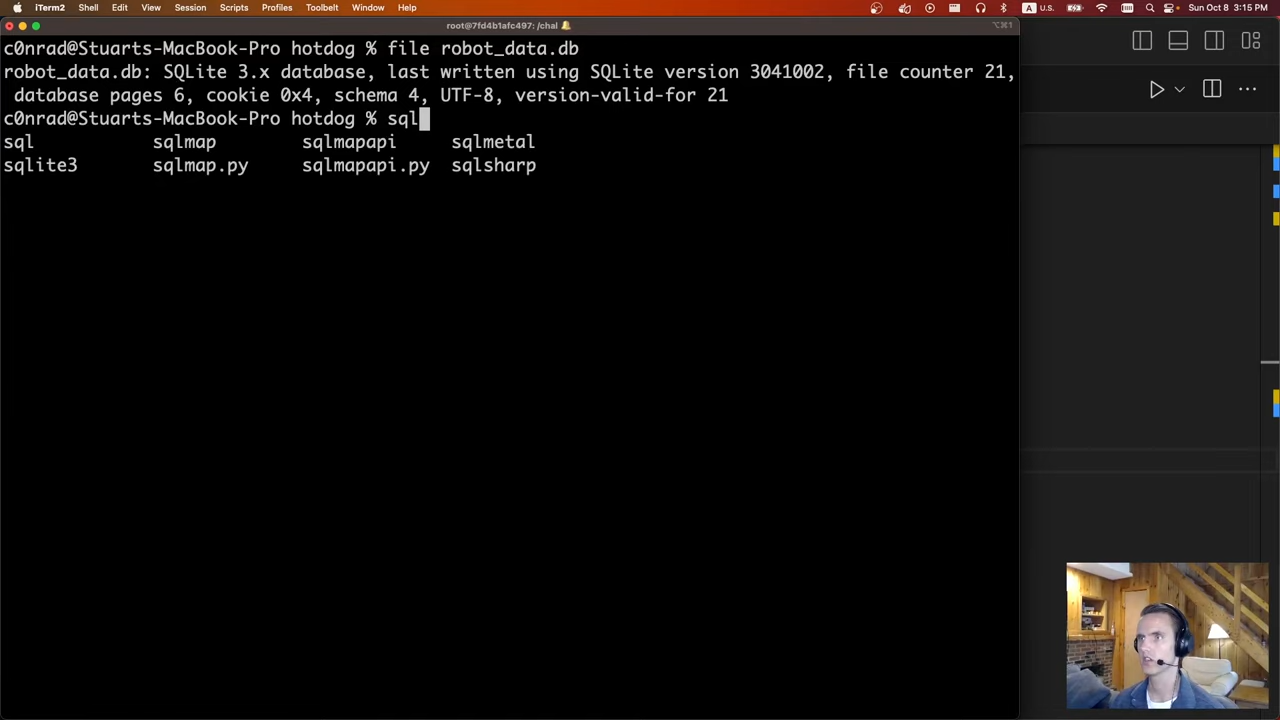 iTerm2 Shell Edit View Session Scripts Profiles Toolbelt Window Help
U.S.
Sun Oct 8 3:15 PM
root@7fd4b1afc497: /chal
⌥⌘1
c0nrad@Stuarts-MacBook-Pro hotdog % file robot_data.db
robot_data.db: SQLite 3.x database, last written using SQLite version 3041002, file counter 21,
database pages 6, cookie 0x4, schema 4, UTF-8, version-valid-for 21
c0nrad@Stuarts-MacBook-Pro hotdog % sql
sql sqlmap sqlmapapi sqlmetal
sqlite3 sqlmap.py sqlmapapi.py sqlsharp